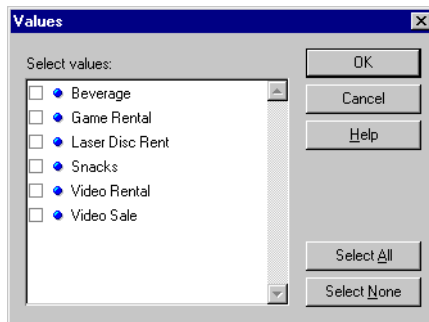 Values
Select values:
Beverage
Game Rental
Laser Disc Rent
Snacks
Video Rental
Video Sale
OK
Cancel
Help
Select All
Select None